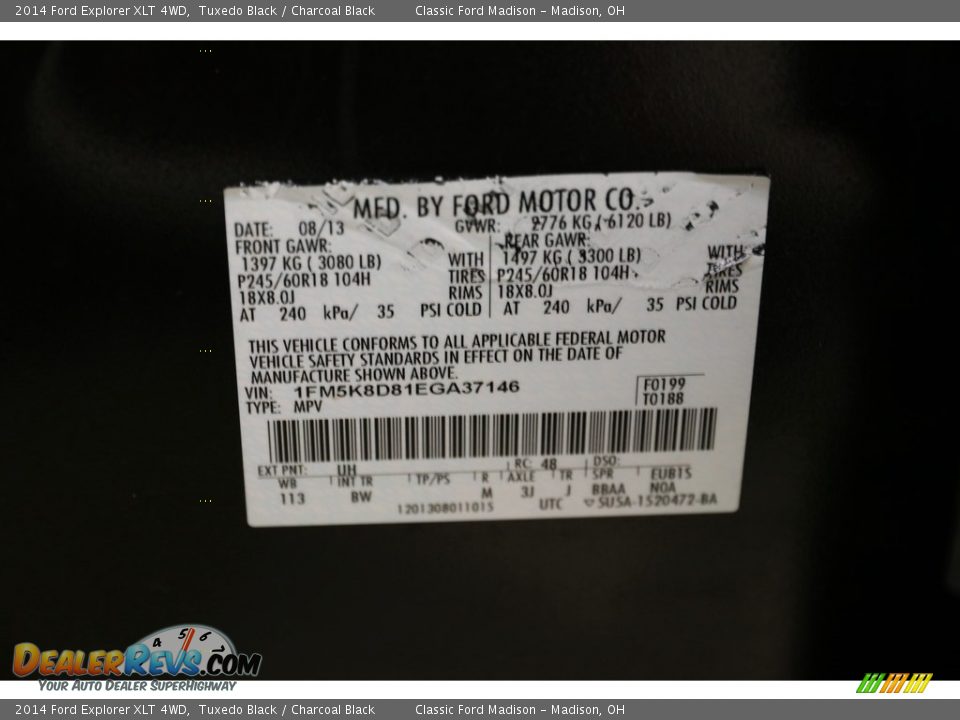 2014 Ford Explorer XLT 4WD, Tuxedo Black / Charcoal Black Classic Ford Madison - Madison, OH
MFD. BY FORD MOTOR CO.
DATE: 08/13 GVWR: 2776 KG ( 6120 LB)
FRONT GAWR: REAR GAWR:
1397 KG ( 3080 LB) WITH 1497 KG ( 3300 LB) WITH
P245/60R18 104H TIRES P245/60R18 104H TIRES
18X8.0J RIMS 18X8.0J RIMS
AT 240 kPa/ 35 PSI COLD AT 240 kPa/ 35 PSI COLD
THIS VEHICLE CONFORMS TO ALL APPLICABLE FEDERAL MOTOR
VEHICLE SAFETY STANDARDS IN EFFECT ON THE DATE OF
MANUFACTURE SHOWN ABOVE.
VIN: 1FM5K8D81EGA37146 F0199
TYPE: MPV T0188
EXT PNT: UH RC: 48 DSO:
WB INT TR TP/PS R AXLE TR SPR EUB15
113 BW M 3J J BBAA NOA
1201308011015 UTC 5U5A-1520472-BA
4 5 6
DealerRevs.com
Your Auto Dealer SuperHighway
2014 Ford Explorer XLT 4WD, Tuxedo Black / Charcoal Black Classic Ford Madison - Madison, OH